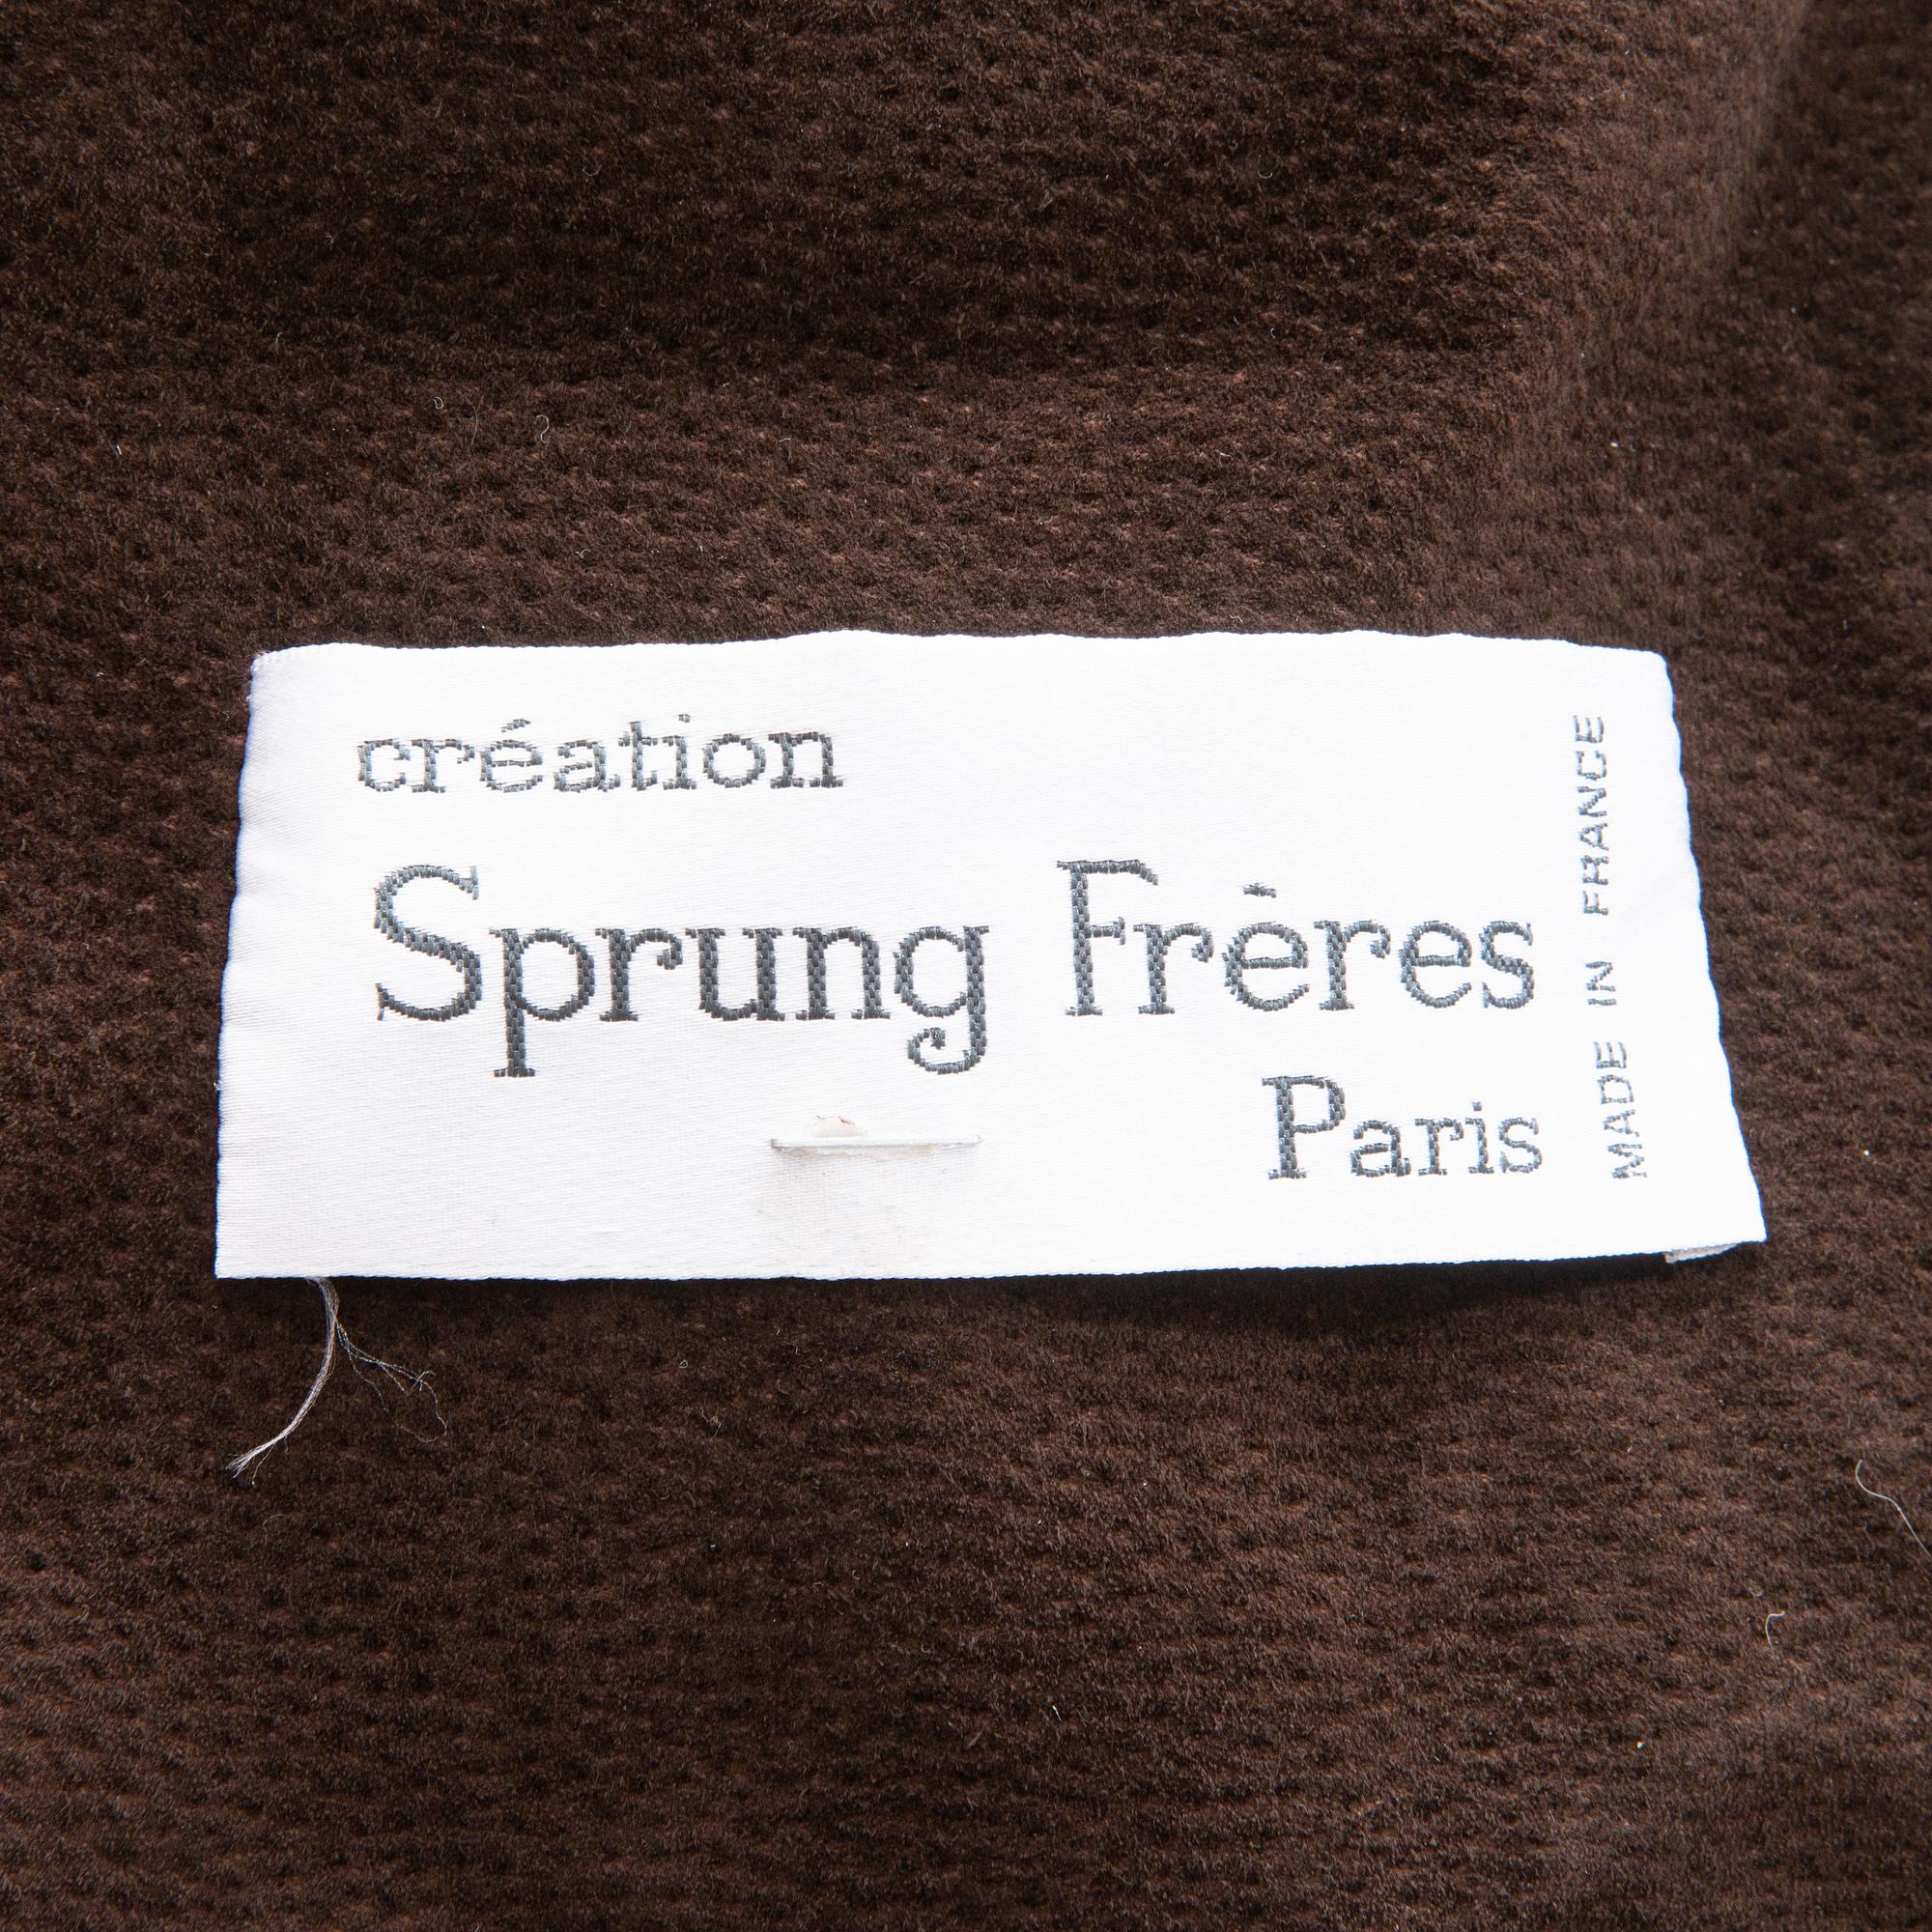 création
Sprung Frères
Paris
MADE IN FRANCE